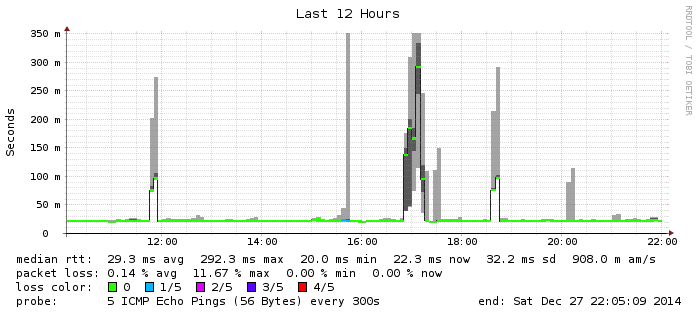 Last 12 Hours
RRDTOOL / TOBI OETIKER
Seconds
350 m
300 m
250 m
200 m
150 m
100 m
50 m
0
12:00 14:00 16:00 18:00 20:00 22:00
median rtt: 29.3 ms avg 292.3 ms max 20.0 ms min 22.3 ms now 32.2 ms sd 908.0 m am/s
packet loss: 0.14 % avg 11.67 % max 0.00 % min 0.00 % now
loss color: 0 1/5 2/5 3/5 4/5
probe: 5 ICMP Echo Pings (56 Bytes) every 300s end: Sat Dec 27 22:05:09 2014